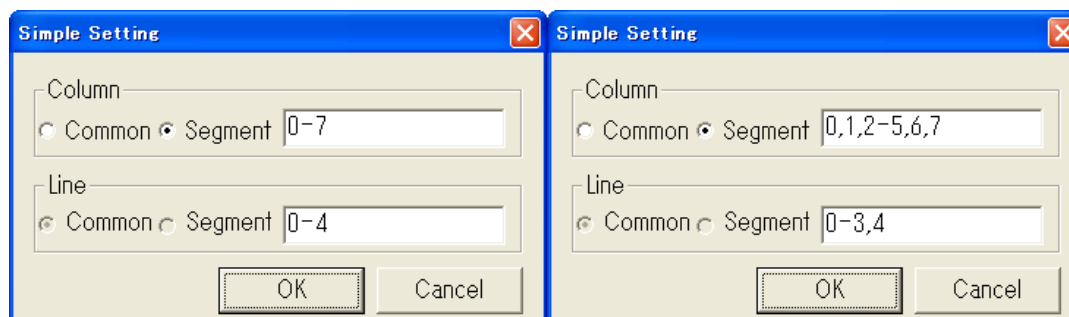 Simple Setting
Column
Common Segment 0-7
Line
Common Segment 0-4
OK Cancel
Simple Setting
Column
Common Segment 0,1,2-5,6,7
Line
Common Segment 0-3,4
OK Cancel